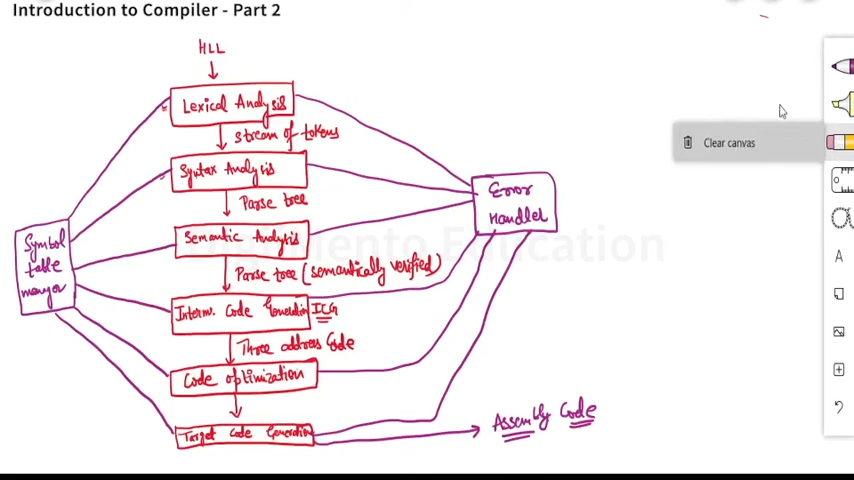 Introduction to Compiler - Part 2
HLL
Lexical Analysis
stream of tokens
Syntax Analysis
Parse tree
Semantic Analysis
Parse tree (semantically verified)
Interm. Code Generation ICG
Three address Code
Code optimization
Target Code Generation
Symbol
table
manger
Error
Handler
Assembly Code
Clear canvas
Education